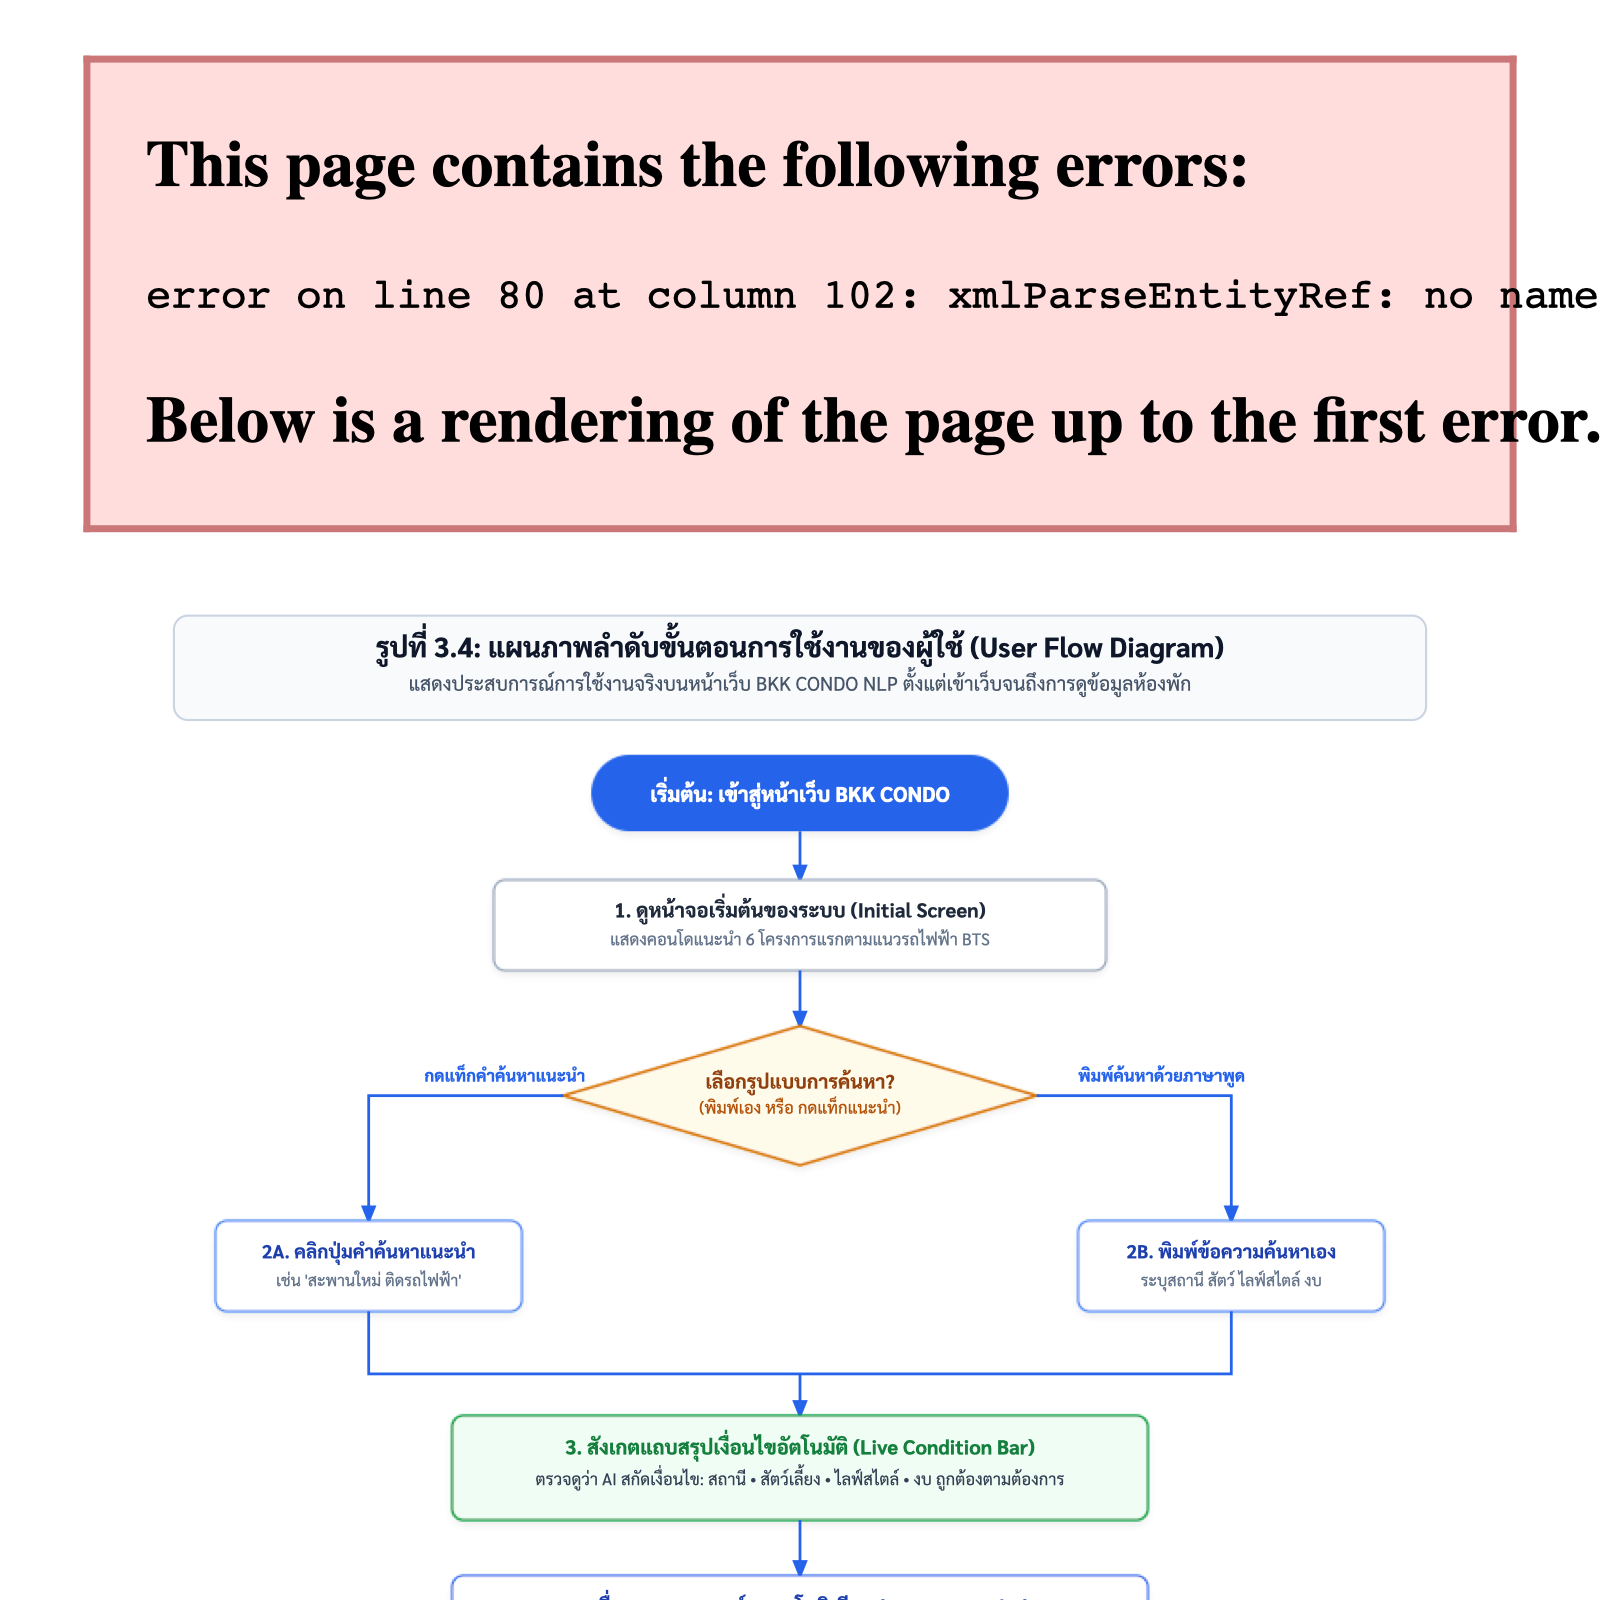 This page contains the following errors:
error on line 80 at column 102: xmlParseEntityRef: no name
Below is a rendering of the page up to the first error.
รูปที่ 3.4: แผนภาพลำดับขั้นตอนการใช้งานของผู้ใช้ (User Flow Diagram)
แสดงประสบการณ์การใช้งานจริงบนหน้าเว็บ BKK CONDO NLP ตั้งแต่เข้าเว็บจนถึงการดูข้อมูลห้องพัก
เริ่มต้น: เข้าสู่หน้าเว็บ BKK CONDO
1. ดูหน้าจอเริ่มต้นของระบบ (Initial Screen)
แสดงคอนโดแนะนำ 6 โครงการแรกตามแนวรถไฟฟ้า BTS
กดแท็กคำค้นหาแนะนำ
พิมพ์ค้นหาด้วยภาษาพูด
เลือกรูปแบบการค้นหา?
(พิมพ์เอง หรือ กดแท็กแนะนำ)
2A. คลิกปุ่มคำค้นหาแนะนำ
เช่น 'สะพานใหม่ ติดรถไฟฟ้า'
2B. พิมพ์ข้อความค้นหาเอง
ระบุสถานี สัตว์ ไลฟ์สไตล์ งบ
3. สังเกตแถบสรุปเงื่อนไขอัตโนมัติ (Live Condition Bar)
ตรวจดูว่า AI สกัดเงื่อนไข: สถานี • สัตว์เลี้ยง • ไลฟ์สไตล์ • งบ ถูกต้องตามต้องการ